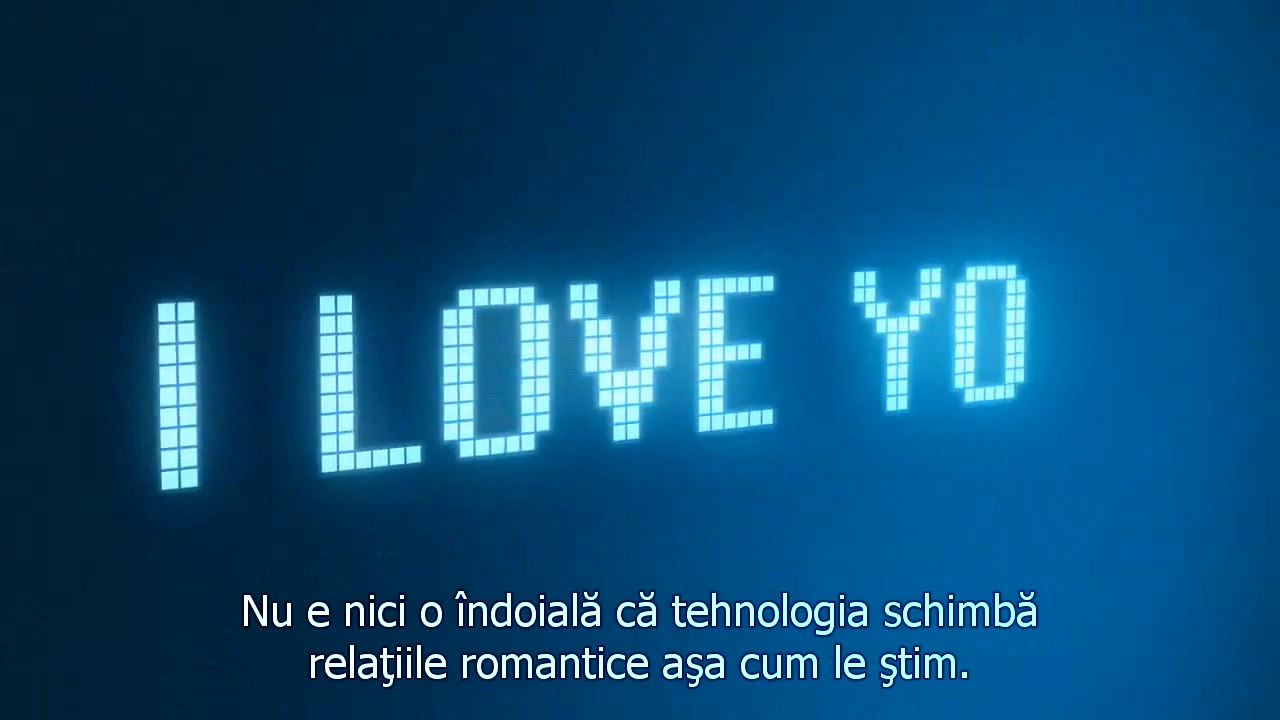 I LOVE YO
Nu e nici o îndoială că tehnologia schimbă
relaţiile romantice aşa cum le ştim.